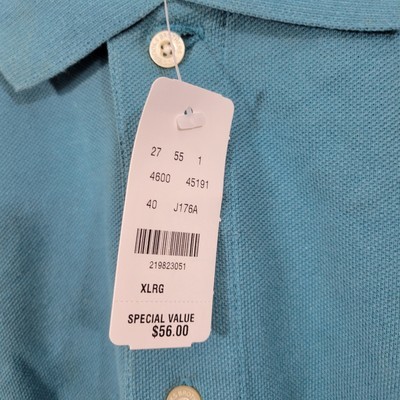 27 55 1
4600 45191
40 J176A
219823051
XLRG
SPECIAL VALUE
$56.00